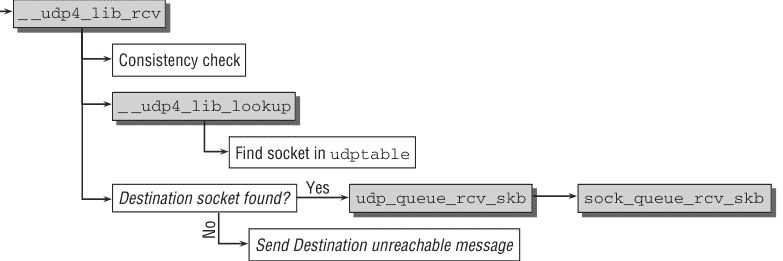 __udp4_lib_rcv
Consistency check
__udp4_lib_lookup
Find socket in udptable
Destination socket found?
Yes
udp_queue_rcv_skb
sock_queue_rcv_skb
No
Send Destination unreachable message